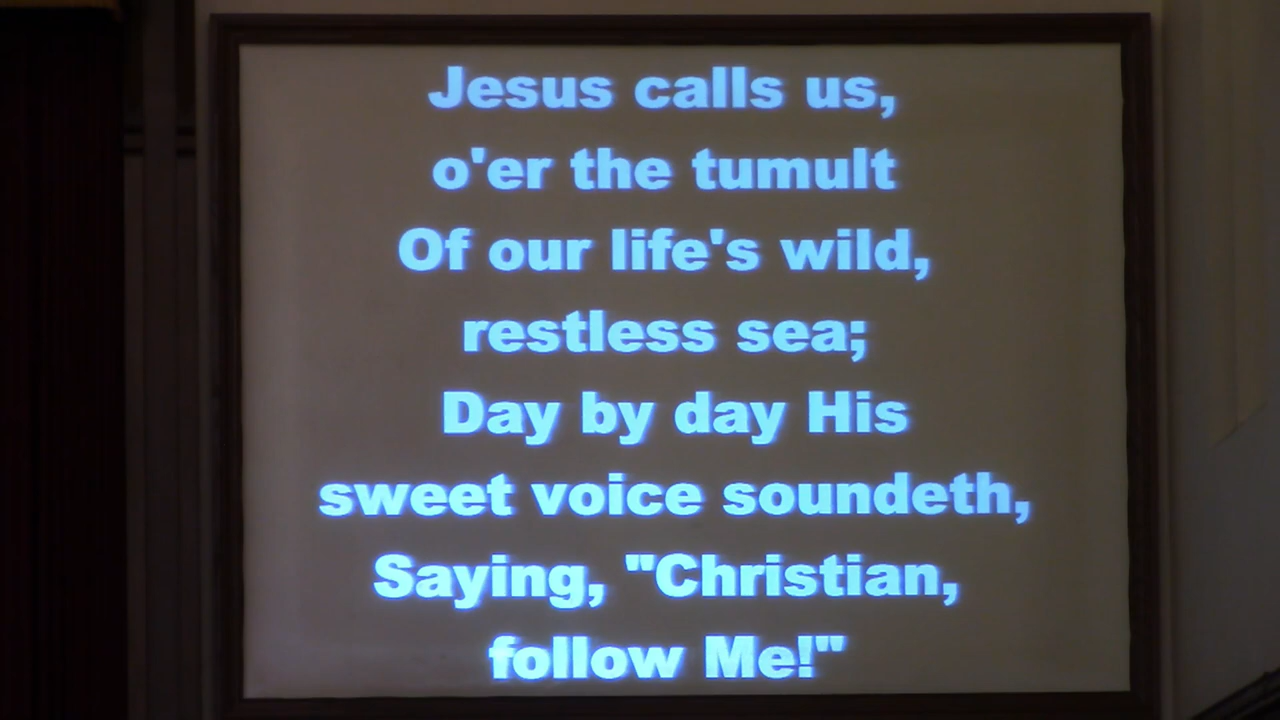 Jesus calls us,
o'er the tumult
Of our life's wild,
restless sea;
Day by day His
sweet voice soundeth,
Saying, "Christian,
follow Me!"